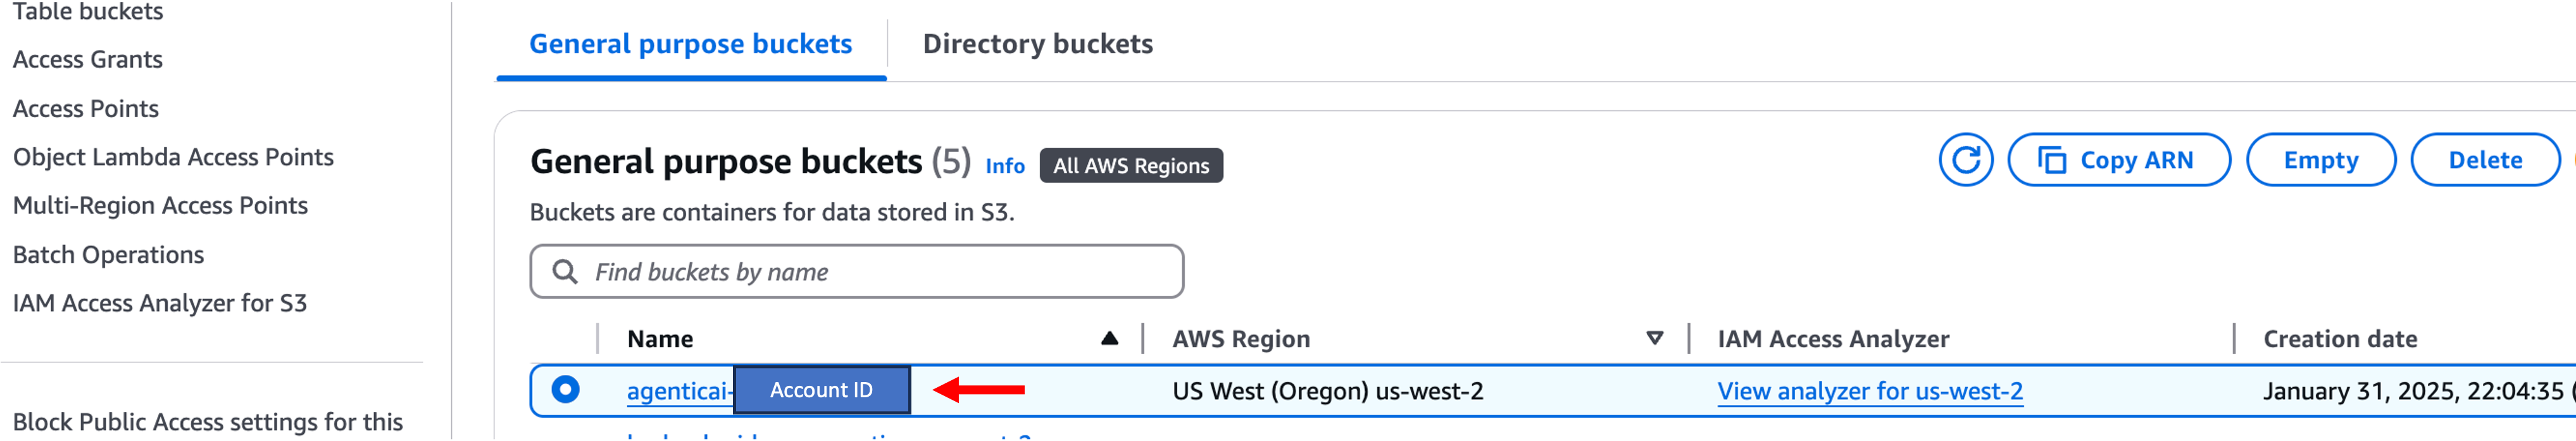 Table buckets
Access Grants
Access Points
Object Lambda Access Points
Multi-Region Access Points
Batch Operations
IAM Access Analyzer for S3
Block Public Access settings for this
General purpose buckets
Directory buckets
General purpose buckets (5) Info All AWS Regions
Copy ARN
Empty
Delete
Buckets are containers for data stored in S3.
Find buckets by name
Name
AWS Region
IAM Access Analyzer
Creation date
agenticai- Account ID
US West (Oregon) us-west-2
View analyzer for us-west-2
January 31, 2025, 22:04:35 (